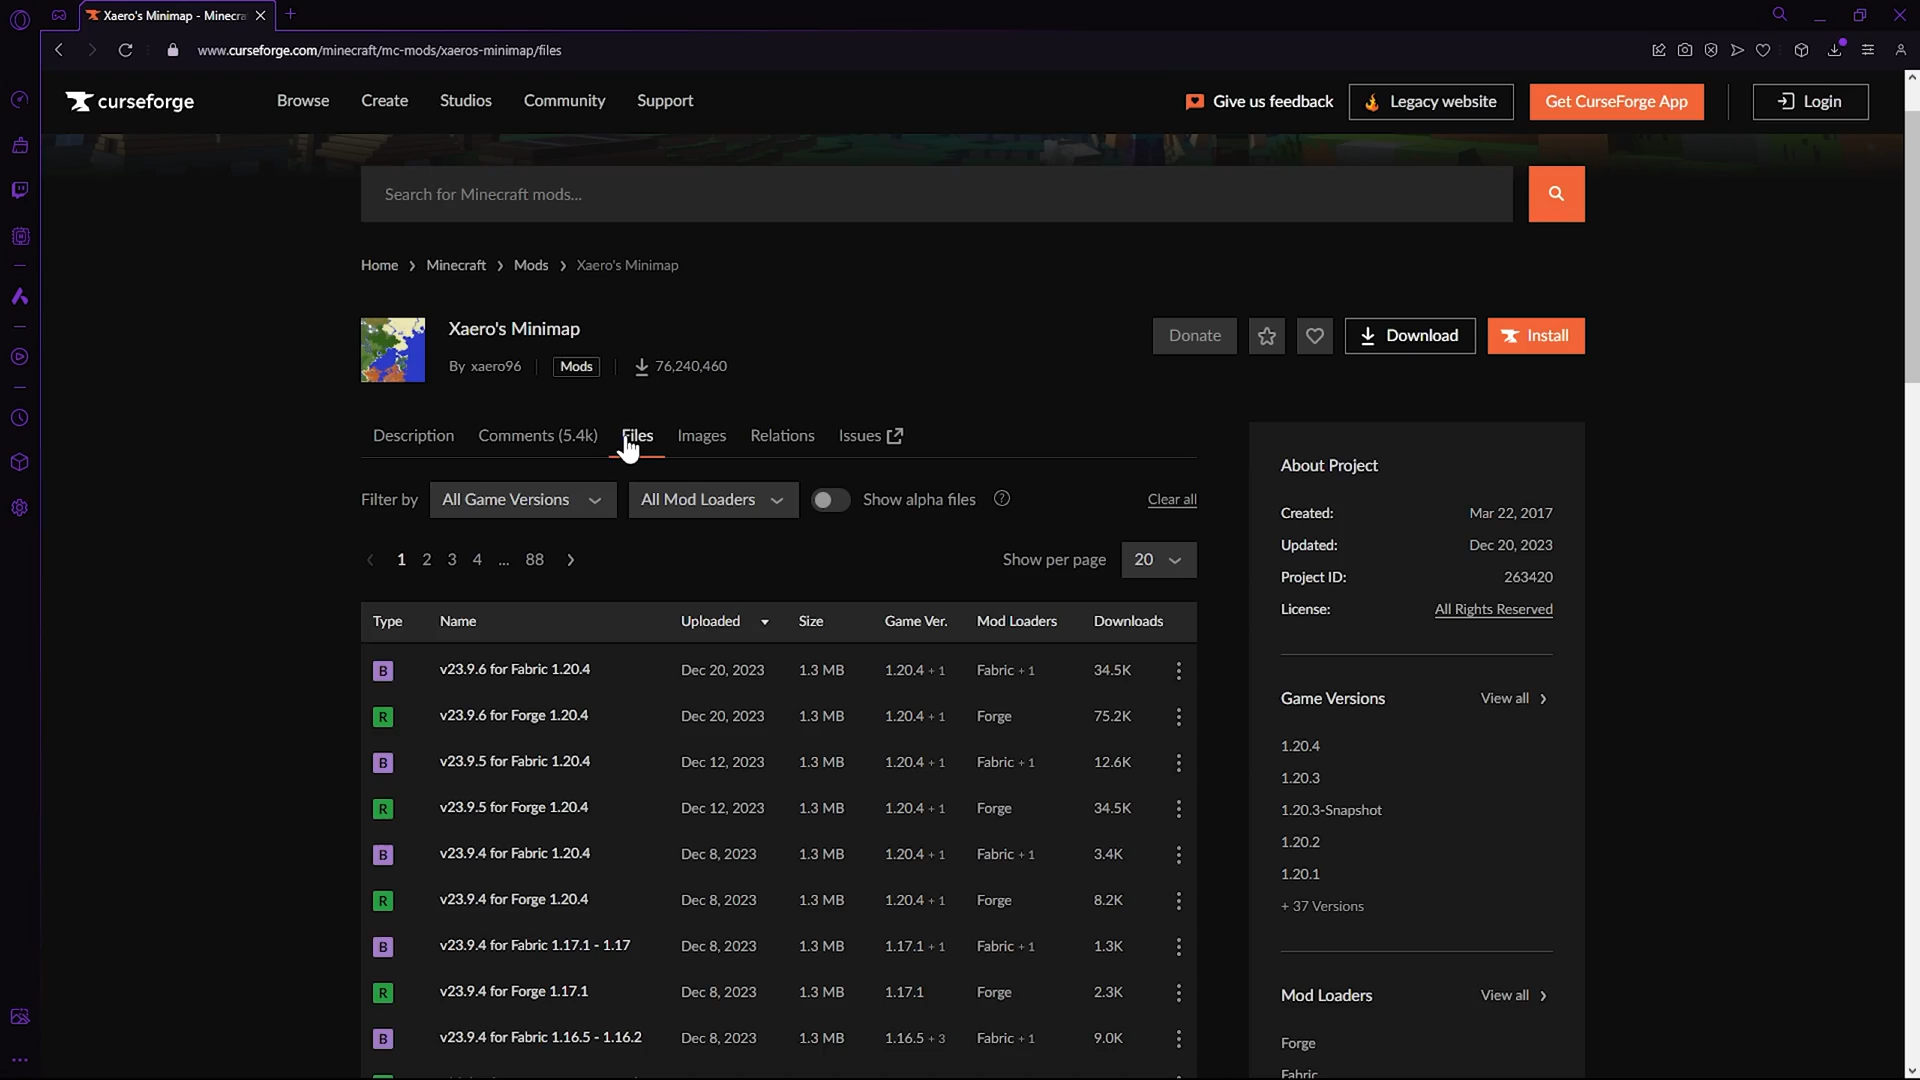 Xaero's Minimap - Minecra
www.curseforge.com/minecraft/mc-mods/xaeros-minimap/files
curseforge
Browse Create Studios Community Support
Give us feedback Legacy website Get CurseForge App Login
Search for Minecraft mods...
Home > Minecraft > Mods > Xaero's Minimap
Xaero's Minimap
By xaero96 Mods 76,240,460
Donate Download Install
Description Comments (5.4k) Files Images Relations Issues
Filter by All Game Versions All Mod Loaders Show alpha files ? Clear all
1 2 3 4 ... 88
Show per page 20
Type Name Uploaded Size Game Ver. Mod Loaders Downloads
B v23.9.6 for Fabric 1.20.4 Dec 20, 2023 1.3 MB 1.20.4 + 1 Fabric + 1 34.5K
R v23.9.6 for Forge 1.20.4 Dec 20, 2023 1.3 MB 1.20.4 + 1 Forge 75.2K
B v23.9.5 for Fabric 1.20.4 Dec 12, 2023 1.3 MB 1.20.4 + 1 Fabric + 1 12.6K
R v23.9.5 for Forge 1.20.4 Dec 12, 2023 1.3 MB 1.20.4 + 1 Forge 34.5K
B v23.9.4 for Fabric 1.20.4 Dec 8, 2023 1.3 MB 1.20.4 + 1 Fabric + 1 3.4K
R v23.9.4 for Forge 1.20.4 Dec 8, 2023 1.3 MB 1.20.4 + 1 Forge 8.2K
B v23.9.4 for Fabric 1.17.1 - 1.17 Dec 8, 2023 1.3 MB 1.17.1 + 1 Fabric + 1 1.3K
R v23.9.4 for Forge 1.17.1 Dec 8, 2023 1.3 MB 1.17.1 Forge 2.3K
B v23.9.4 for Fabric 1.16.5 - 1.16.2 Dec 8, 2023 1.3 MB 1.16.5 + 3 Fabric + 1 9.0K
About Project
Created: Mar 22, 2017
Updated: Dec 20, 2023
Project ID: 263420
License: All Rights Reserved
Game Versions View all
1.20.4
1.20.3
1.20.3-Snapshot
1.20.2
1.20.1
+ 37 Versions
Mod Loaders View all
Forge
Fabric